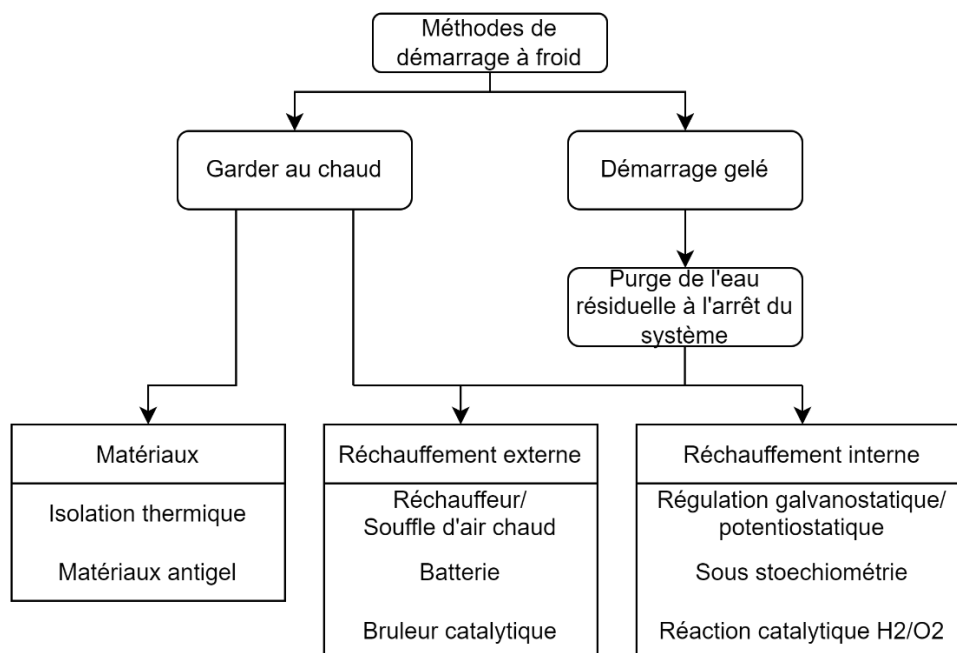 Méthodes de
démarrage à froid
Garder au chaud
Démarrage gelé
Purge de l'eau
résiduelle à l'arrêt du
système
Matériaux
Isolation thermique
Matériaux antigel
Réchauffement externe
Réchauffeur/
Souffle d'air chaud
Batterie
Bruleur catalytique
Réchauffement interne
Régulation galvanostatique/
potentiostatique
Sous stoechiométrie
Réaction catalytique H2/O2